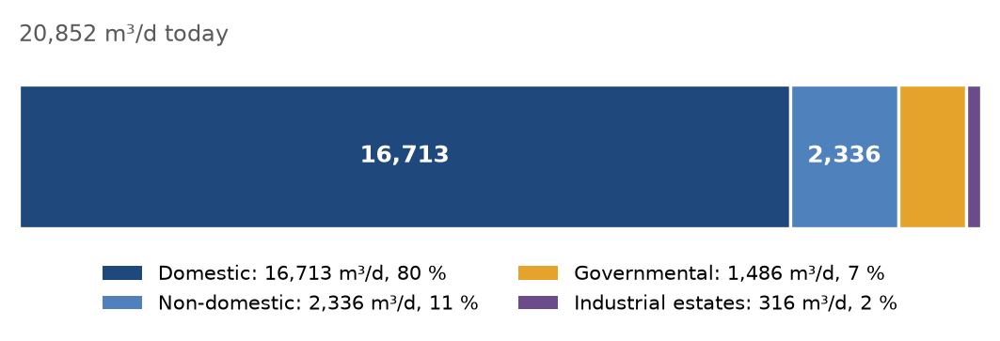 20,852 m³/d today
16,713
2,336
Domestic: 16,713 m³/d, 80 %
Non-domestic: 2,336 m³/d, 11 %
Governmental: 1,486 m³/d, 7 %
Industrial estates: 316 m³/d, 2 %